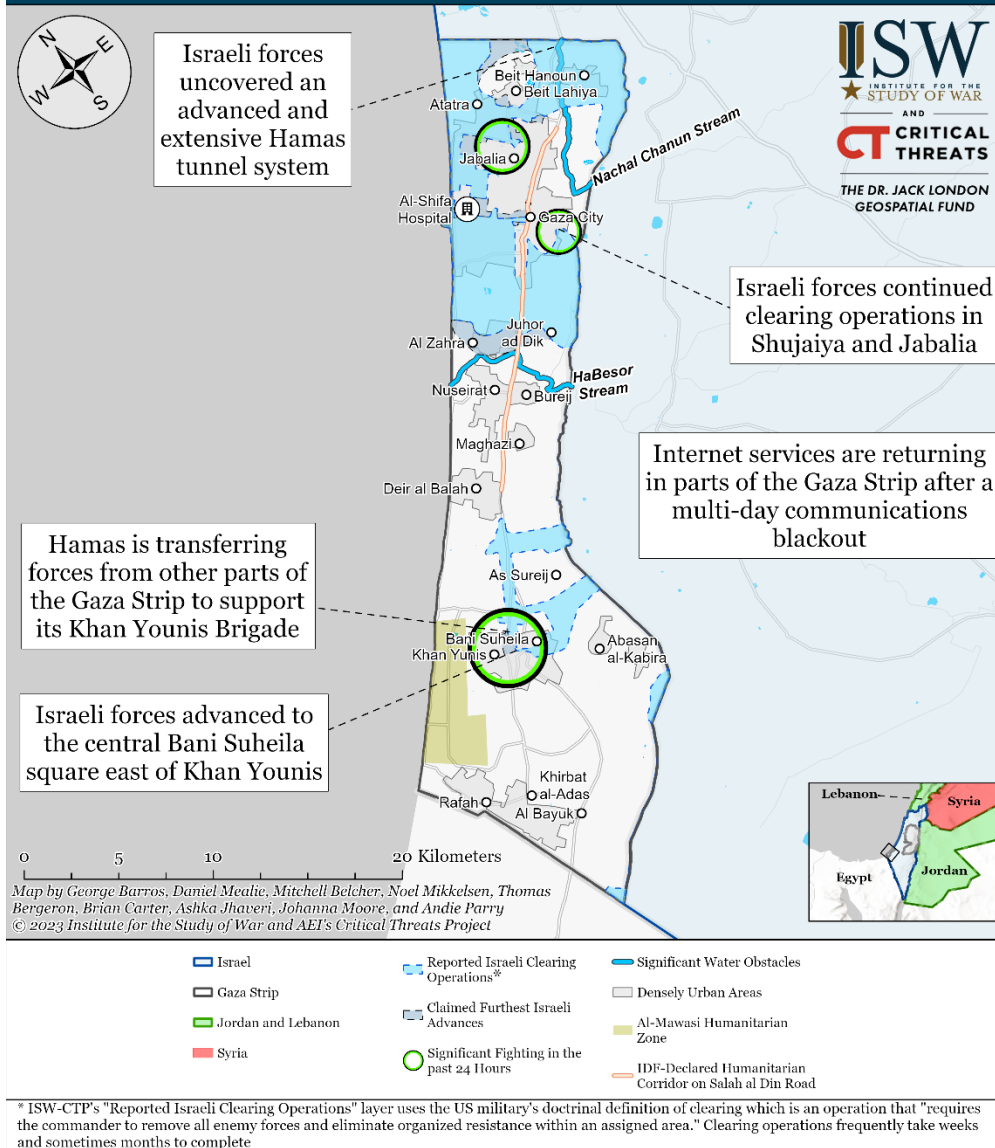 N
E
W
S
Israeli forces
uncovered an
advanced and
extensive Hamas
tunnel system
ISW
INSTITUTE FOR THE
STUDY OF WAR
AND
CT CRITICAL
THREATS
THE DR. JACK LONDON
GEOSPATIAL FUND
Beit Hanoun
Beit Lahiya
Atatra
Jabalia
Nachal Chanun Stream
Al-Shifa
Hospital
Gaza City
Israeli forces continued
clearing operations in
Shujaiya and Jabalia
Juhor
ad Dik
Al Zahra
HaBesor
Stream
Nuseirat
Bureij
Maghazi
Internet services are returning
in parts of the Gaza Strip after a
multi-day communications
blackout
Deir al Balah
Hamas is transferring
forces from other parts of
the Gaza Strip to support
its Khan Younis Brigade
As Sureij
Bani Suheila
Khan Yunis
Abasan
al-Kabira
Israeli forces advanced to
the central Bani Suheila
square east of Khan Younis
Khirbat
al-Adas
Rafah
Al Bayuk
Lebanon
Syria
Egypt
Jordan
0 5 10 20 Kilometers
Map by George Barros, Daniel Mealie, Mitchell Belcher, Noel Mikkelsen, Thomas
Bergeron, Brian Carter, Ashka Jhaveri, Johanna Moore, and Andie Parry
© 2023 Institute for the Study of War and AEI's Critical Threats Project
Israel
Gaza Strip
Jordan and Lebanon
Syria
Reported Israeli Clearing
Operations*
Claimed Furthest Israeli
Advances
Significant Fighting in the
past 24 Hours
Significant Water Obstacles
Densely Urban Areas
Al-Mawasi Humanitarian
Zone
IDF-Declared Humanitarian
Corridor on Salah al Din Road
* ISW-CTP's "Reported Israeli Clearing Operations" layer uses the US military's doctrinal definition of clearing which is an operation that "requires
the commander to remove all enemy forces and eliminate organized resistance within an assigned area." Clearing operations frequently take weeks
and sometimes months to complete